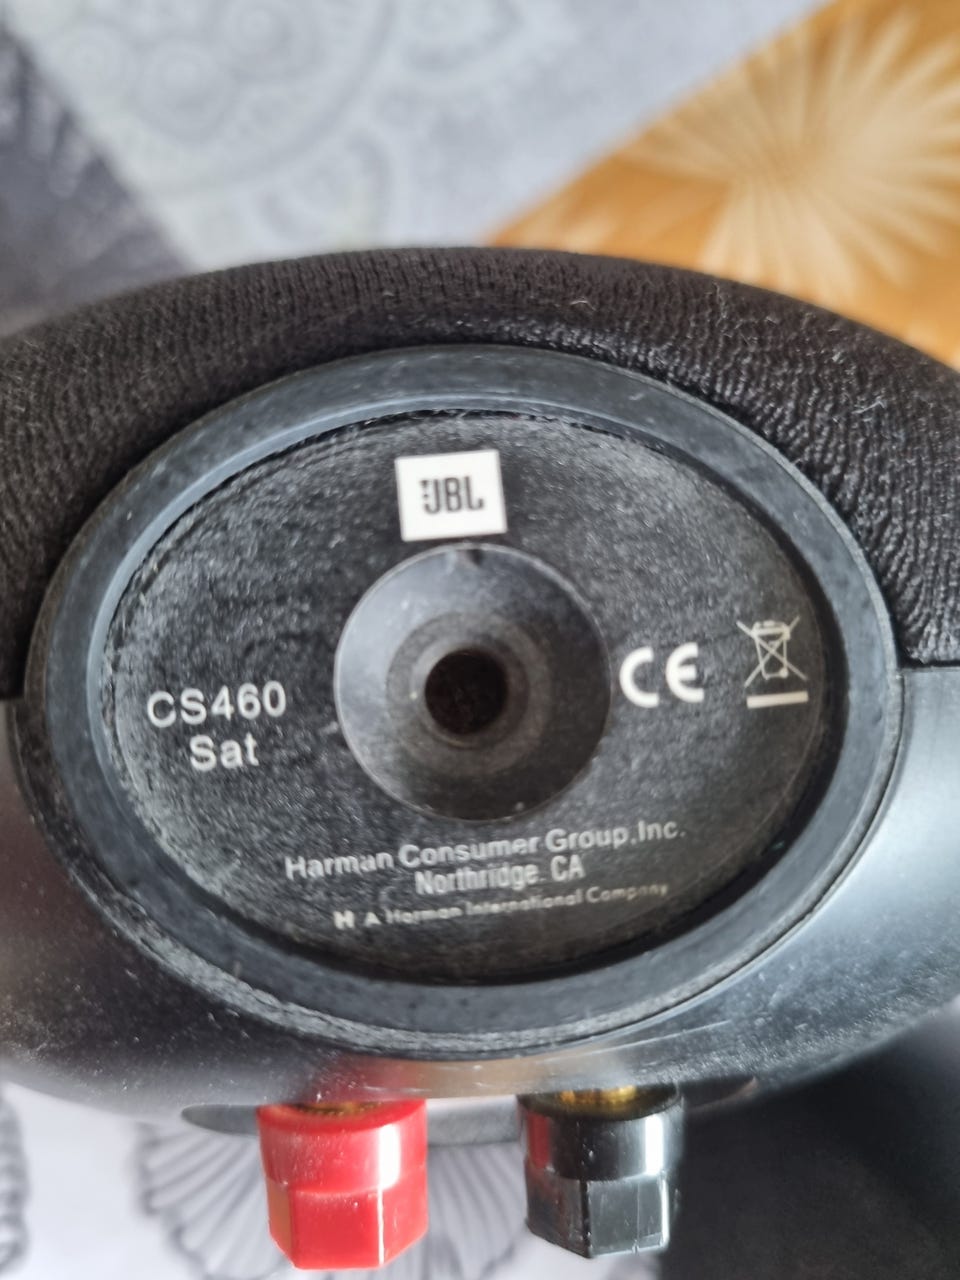 JBL
CS460
Sat
CE
Harman Consumer Group, Inc.
Northridge, CA
H A Harman International Company